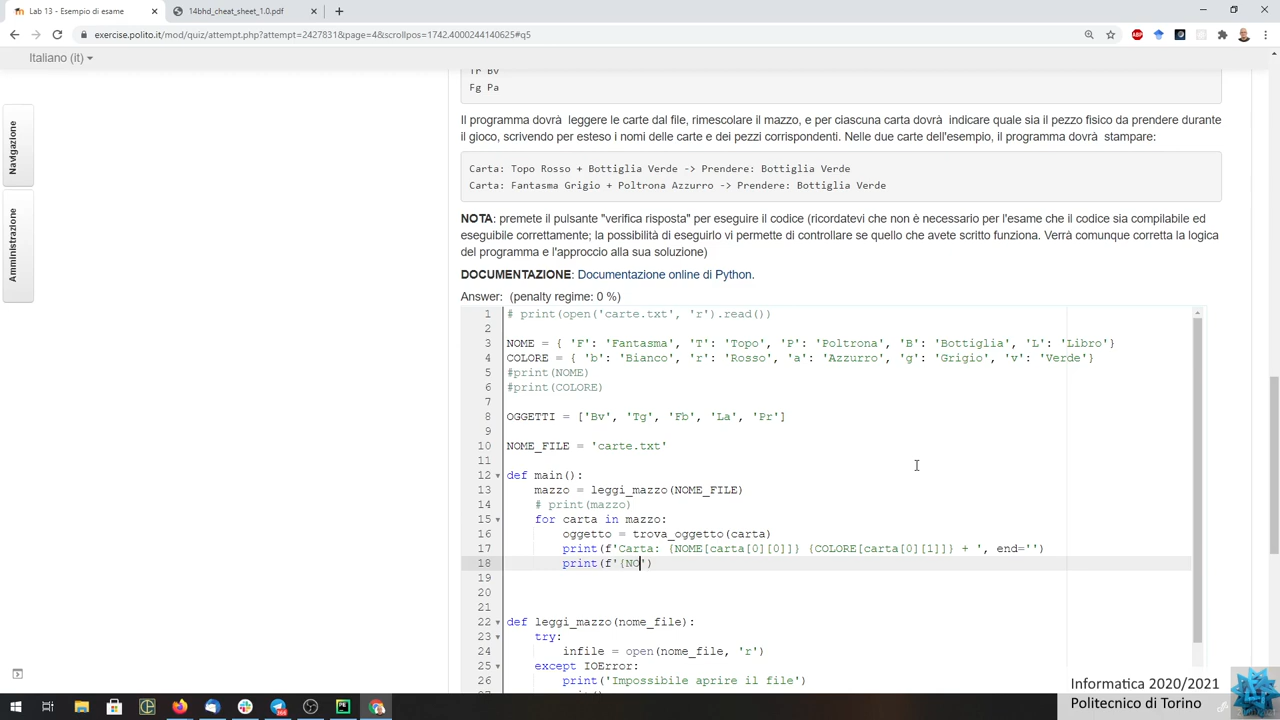 Lab 13 - Esempio di esame
14bhd_cheat_sheet_1.0.pdf
exercise.polito.it/mod/quiz/attempt.php?attempt=2427831&page=4&scrollpos=1742.4000244140625#q5
Italiano (it)
Navigazione
Amministrazione
Tr Bv
Fg Pa
Il programma dovrà leggere le carte dal file, rimescolare il mazzo, e per ciascuna carta dovrà indicare quale sia il pezzo fisico da prendere durante
il gioco, scrivendo per esteso i nomi delle carte e dei pezzi corrispondenti. Nelle due carte dell'esempio, il programma dovrà stampare:
Carta: Topo Rosso + Bottiglia Verde -> Prendere: Bottiglia Verde
Carta: Fantasma Grigio + Poltrona Azzurro -> Prendere: Bottiglia Verde
NOTA: premete il pulsante "verifica risposta" per eseguire il codice (ricordatevi che non è necessario per l'esame che il codice sia compilabile ed
eseguibile correttamente; la possibilità di eseguirlo vi permette di controllare se quello che avete scritto funziona. Verrà comunque corretta la logica
del programma e l'approccio alla sua soluzione)
DOCUMENTAZIONE: Documentazione online di Python.
Answer: (penalty regime: 0 %)
1 # print(open('carte.txt', 'r').read())
2
3 NOME = { 'F': 'Fantasma', 'T': 'Topo', 'P': 'Poltrona', 'B': 'Bottiglia', 'L': 'Libro'}
4 COLORE = { 'b': 'Bianco', 'r': 'Rosso', 'a': 'Azzurro', 'g': 'Grigio', 'v': 'Verde'}
5 #print(NOME)
6 #print(COLORE)
7
8 OGGETTI = ['Bv', 'Tg', 'Fb', 'La', 'Pr']
9
10 NOME_FILE = 'carte.txt'
11
12 def main():
13 mazzo = leggi_mazzo(NOME_FILE)
14 # print(mazzo)
15 for carta in mazzo:
16 oggetto = trova_oggetto(carta)
17 print(f'Carta: {NOME[carta[0][0]]} {COLORE[carta[0][1]]} + ', end='')
18 print(f'{NO')
19
20
21
22 def leggi_mazzo(nome_file):
23 try:
24 infile = open(nome_file, 'r')
25 except IOError:
26 print('Impossibile aprire il file')
Informatica 2020/2021
Politecnico di Torino